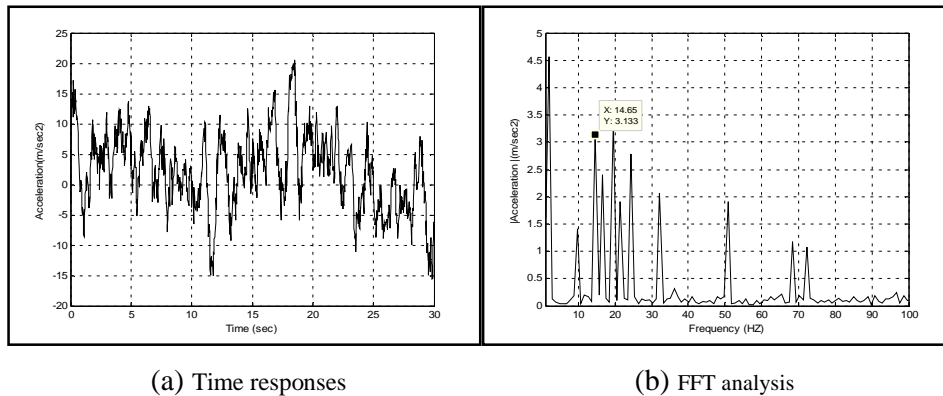 25
20
15
10
5
0
-5
-10
-15
-20
0 5 10 15 20 25 30
Time (sec)
Acceleration(m/sec2)
5
4.5
4
3.5
3
2.5
2
1.5
1
0.5
0
10 20 30 40 50 60 70 80 90 100
Frequency (HZ)
|Acceleration |(m/sec2)
X: 14.65
Y: 3.133
(a) Time responses
(b) FFT analysis